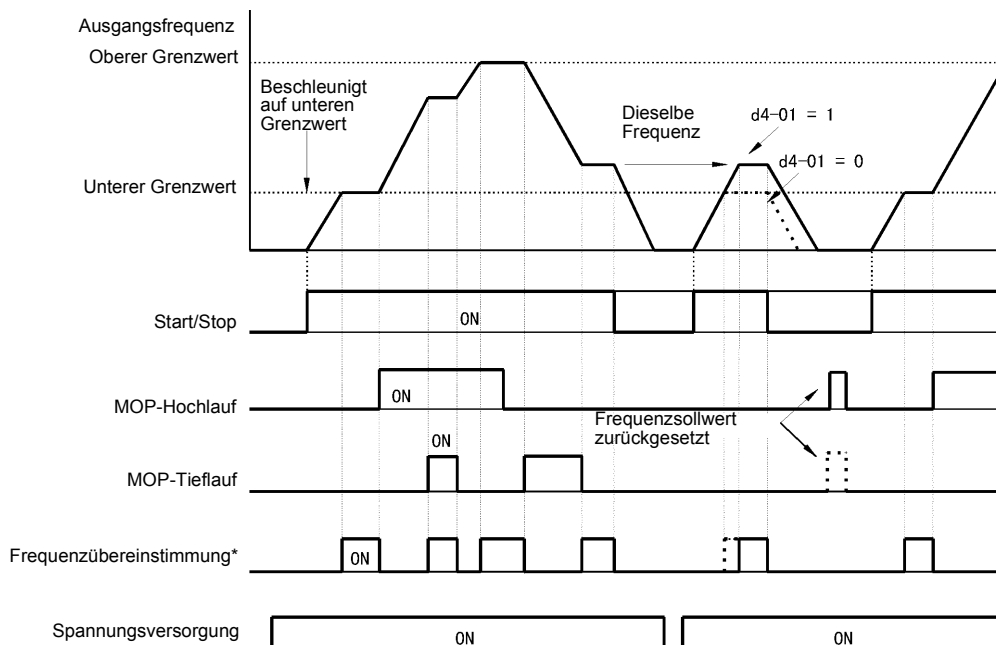 Ausgangsfrequenz
Oberer Grenzwert
Beschleunigt
auf unteren
Grenzwert
Dieselbe
Frequenz
d4-01 = 1
d4-01 = 0
Unterer Grenzwert
Start/Stop
ON
MOP-Hochlauf
ON
Frequenzsollwert
zurückgesetzt
ON
MOP-Tieflauf
Frequenzübereinstimmung*
ON
Spannungsversorgung
ON
ON